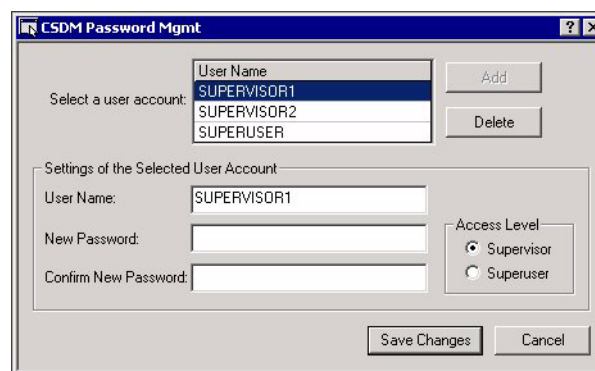 CSDM Password Mgmt
User Name
Select a user account:
SUPERVISOR1
SUPERVISOR2
SUPERUSER
Add
Delete
Settings of the Selected User Account
User Name:
SUPERVISOR1
New Password:
Confirm New Password:
Access Level
Supervisor
Superuser
Save Changes
Cancel